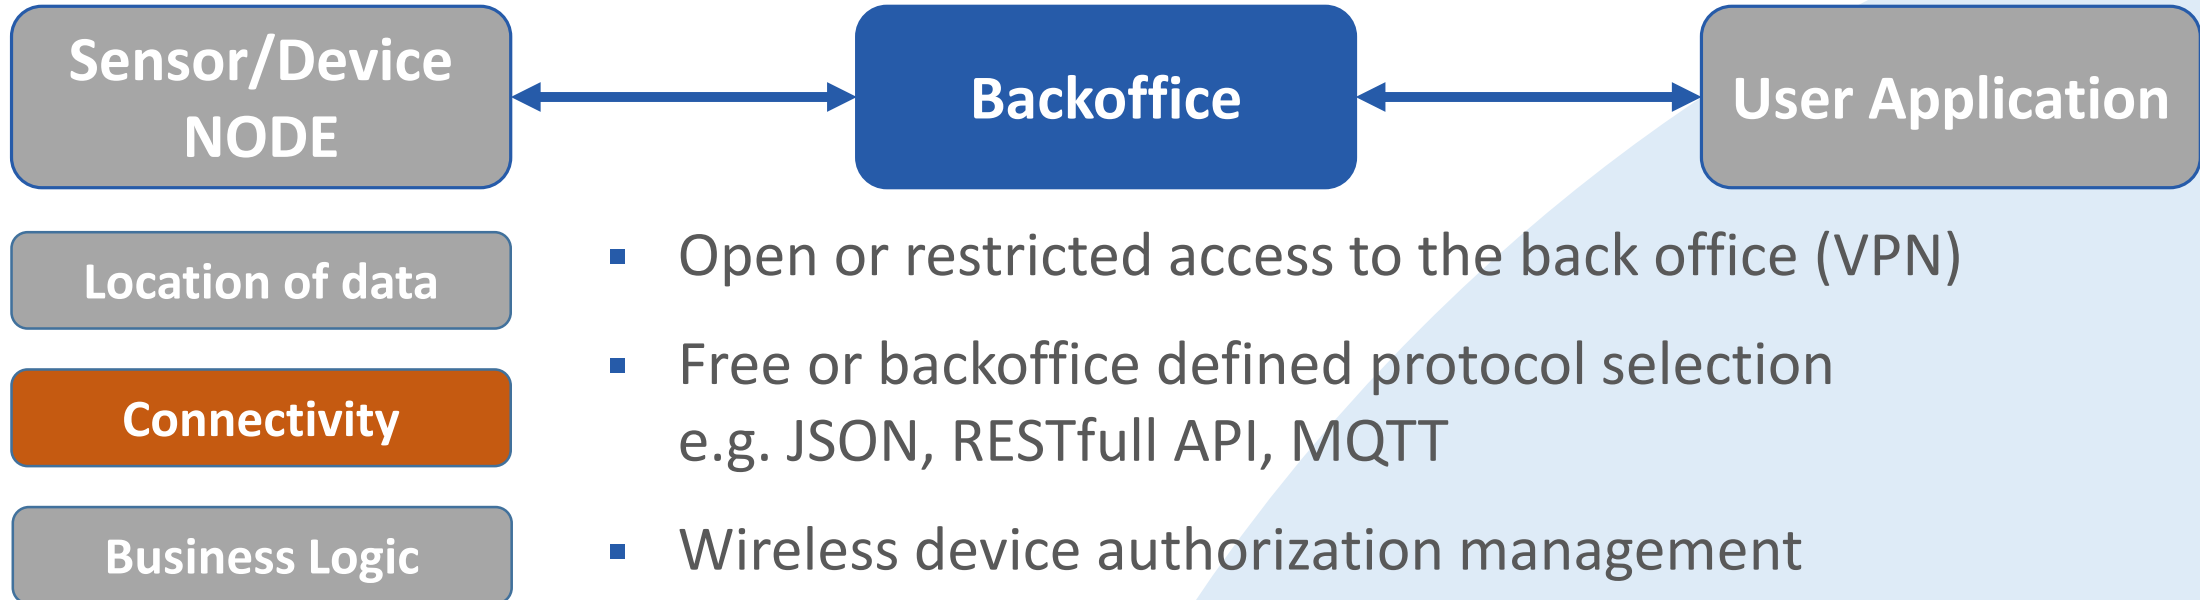 Sensor/Device
NODE
Backoffice
User Application
Location of data
Connectivity
Business Logic
▪ Open or restricted access to the back office (VPN)
▪ Free or backoffice defined protocol selection
e.g. JSON, RESTfull API, MQTT
▪ Wireless device authorization management